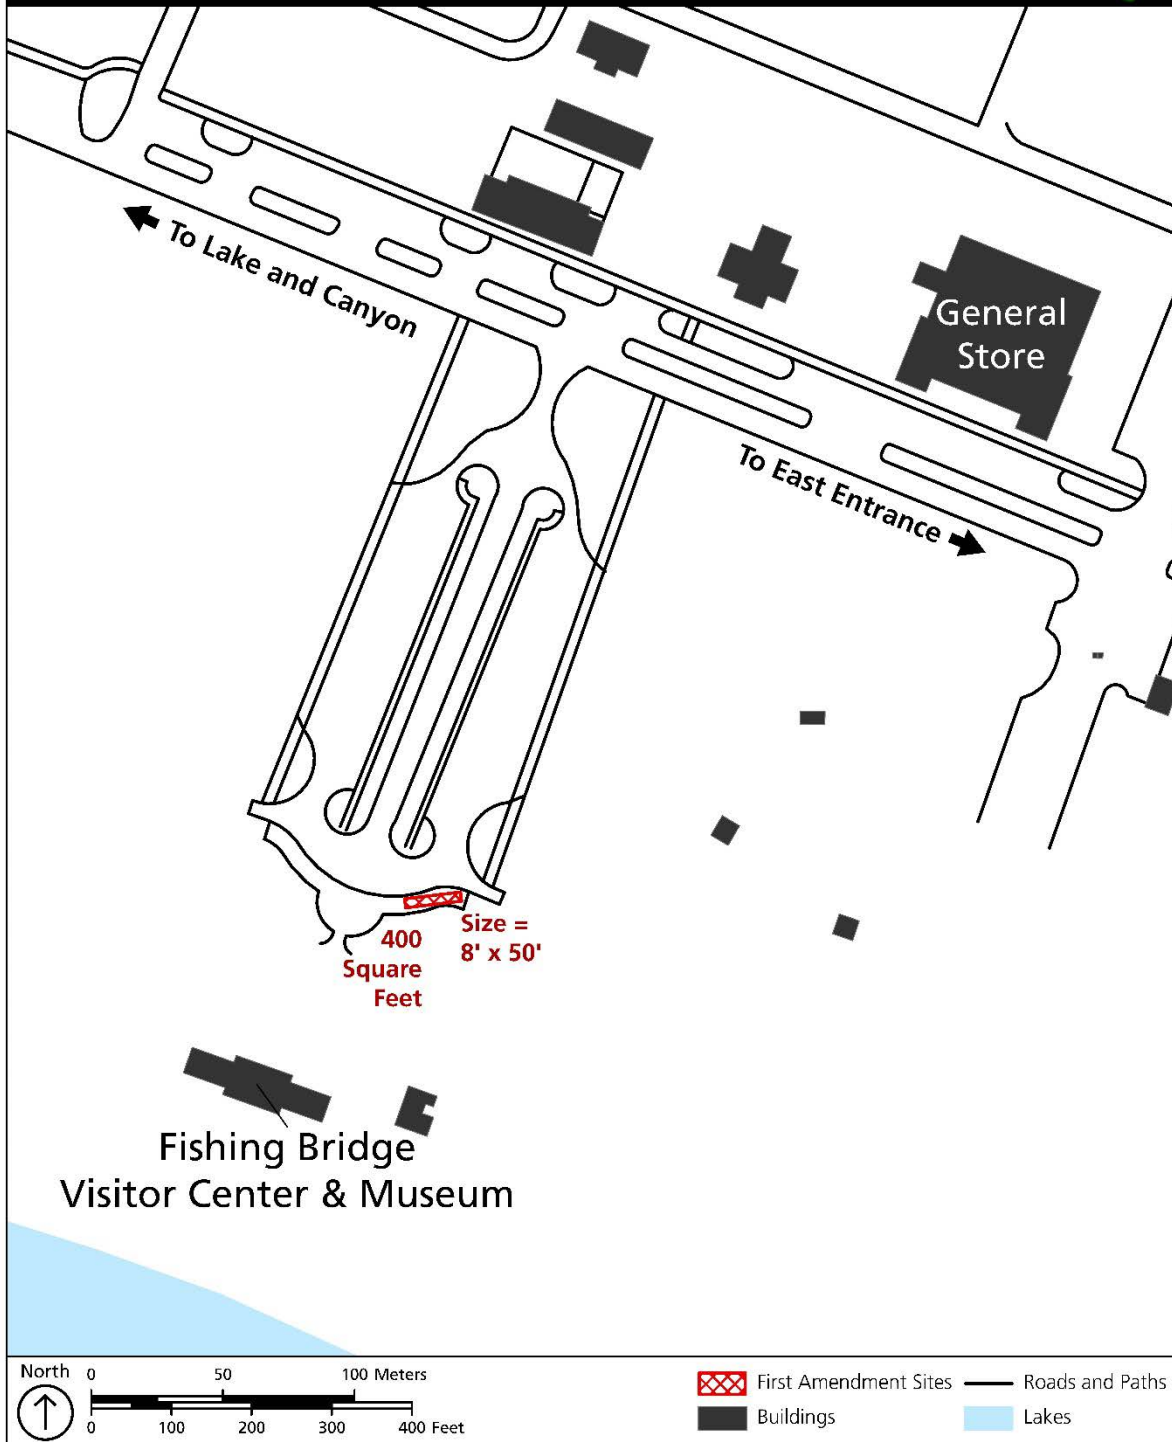 General
Store
To Lake and Canyon
To East Entrance
400
Square
Feet
Size =
8' x 50'
Fishing Bridge
Visitor Center & Museum
North
0 50 100 Meters
0 100 200 300 400 Feet
First Amendment Sites
Roads and Paths
Buildings
Lakes